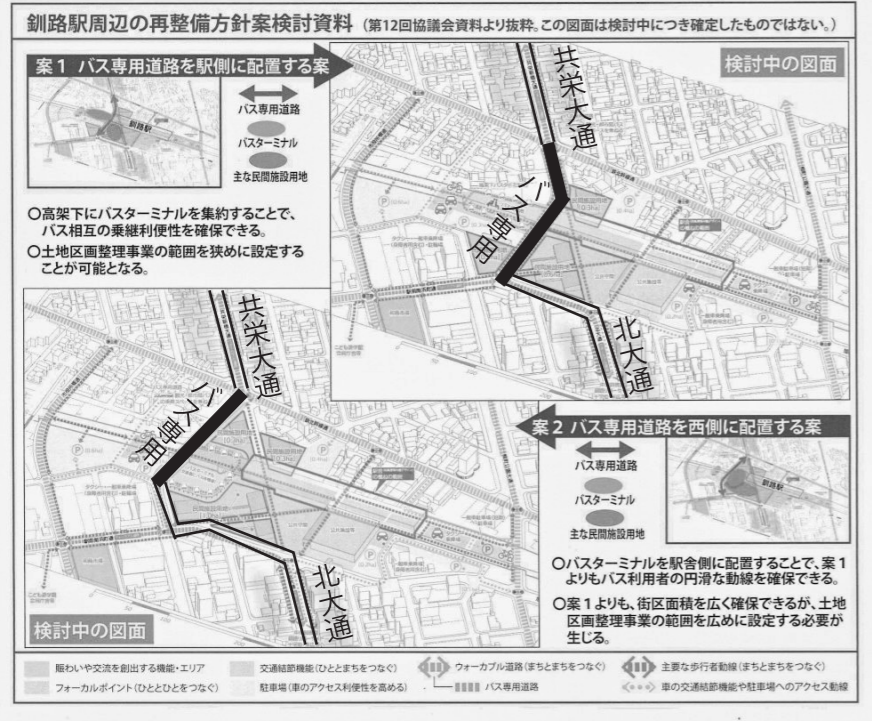 釧路駅周辺の再整備方針案検討資料（第12回協議会資料より抜粋。この図面は検討中につき確定したものではない。）
案1 バス専用道路を駅側に配置する案
釧路駅
バス専用道路
バスターミナル
主な民間施設用地
○高架下にバスターミナルを集約することで、
バス相互の乗継利便性を確保できる。
○土地区画整理事業の範囲を狭めに設定する
ことが可能となる。
検討中の図面
共栄大通
バス専用
北大通
共栄大通
バス専用
北大通
検討中の図面
案2 バス専用道路を西側に配置する案
バス専用道路
バスターミナル
主な民間施設用地
釧路駅
○バスターミナルを駅舎側に配置することで、案1
よりもバス利用者の円滑な動線を確保できる。
○案1よりも、街区面積を広く確保できるが、土地
区画整理事業の範囲を広めに設定する必要が
生じる。
賑わいや交流を創出する機能・エリア
交通結節機能(ひととまちをつなぐ)
ウォーカブル道路(まちとまちをつなぐ)
主要な歩行者動線(まちとまちをつなぐ)
フォーカルポイント(ひととひとをつなぐ)
駐車場(車のアクセス利便性を高める)
バス専用道路
車の交通結節機能や駐車場へのアクセス動線